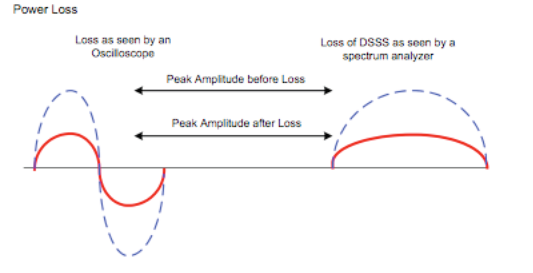 Power Loss
Loss as seen by an
Oscilloscope
Loss of DSSS as seen by a
spectrum analyzer
Peak Amplitude before Loss
Peak Amplitude after Loss